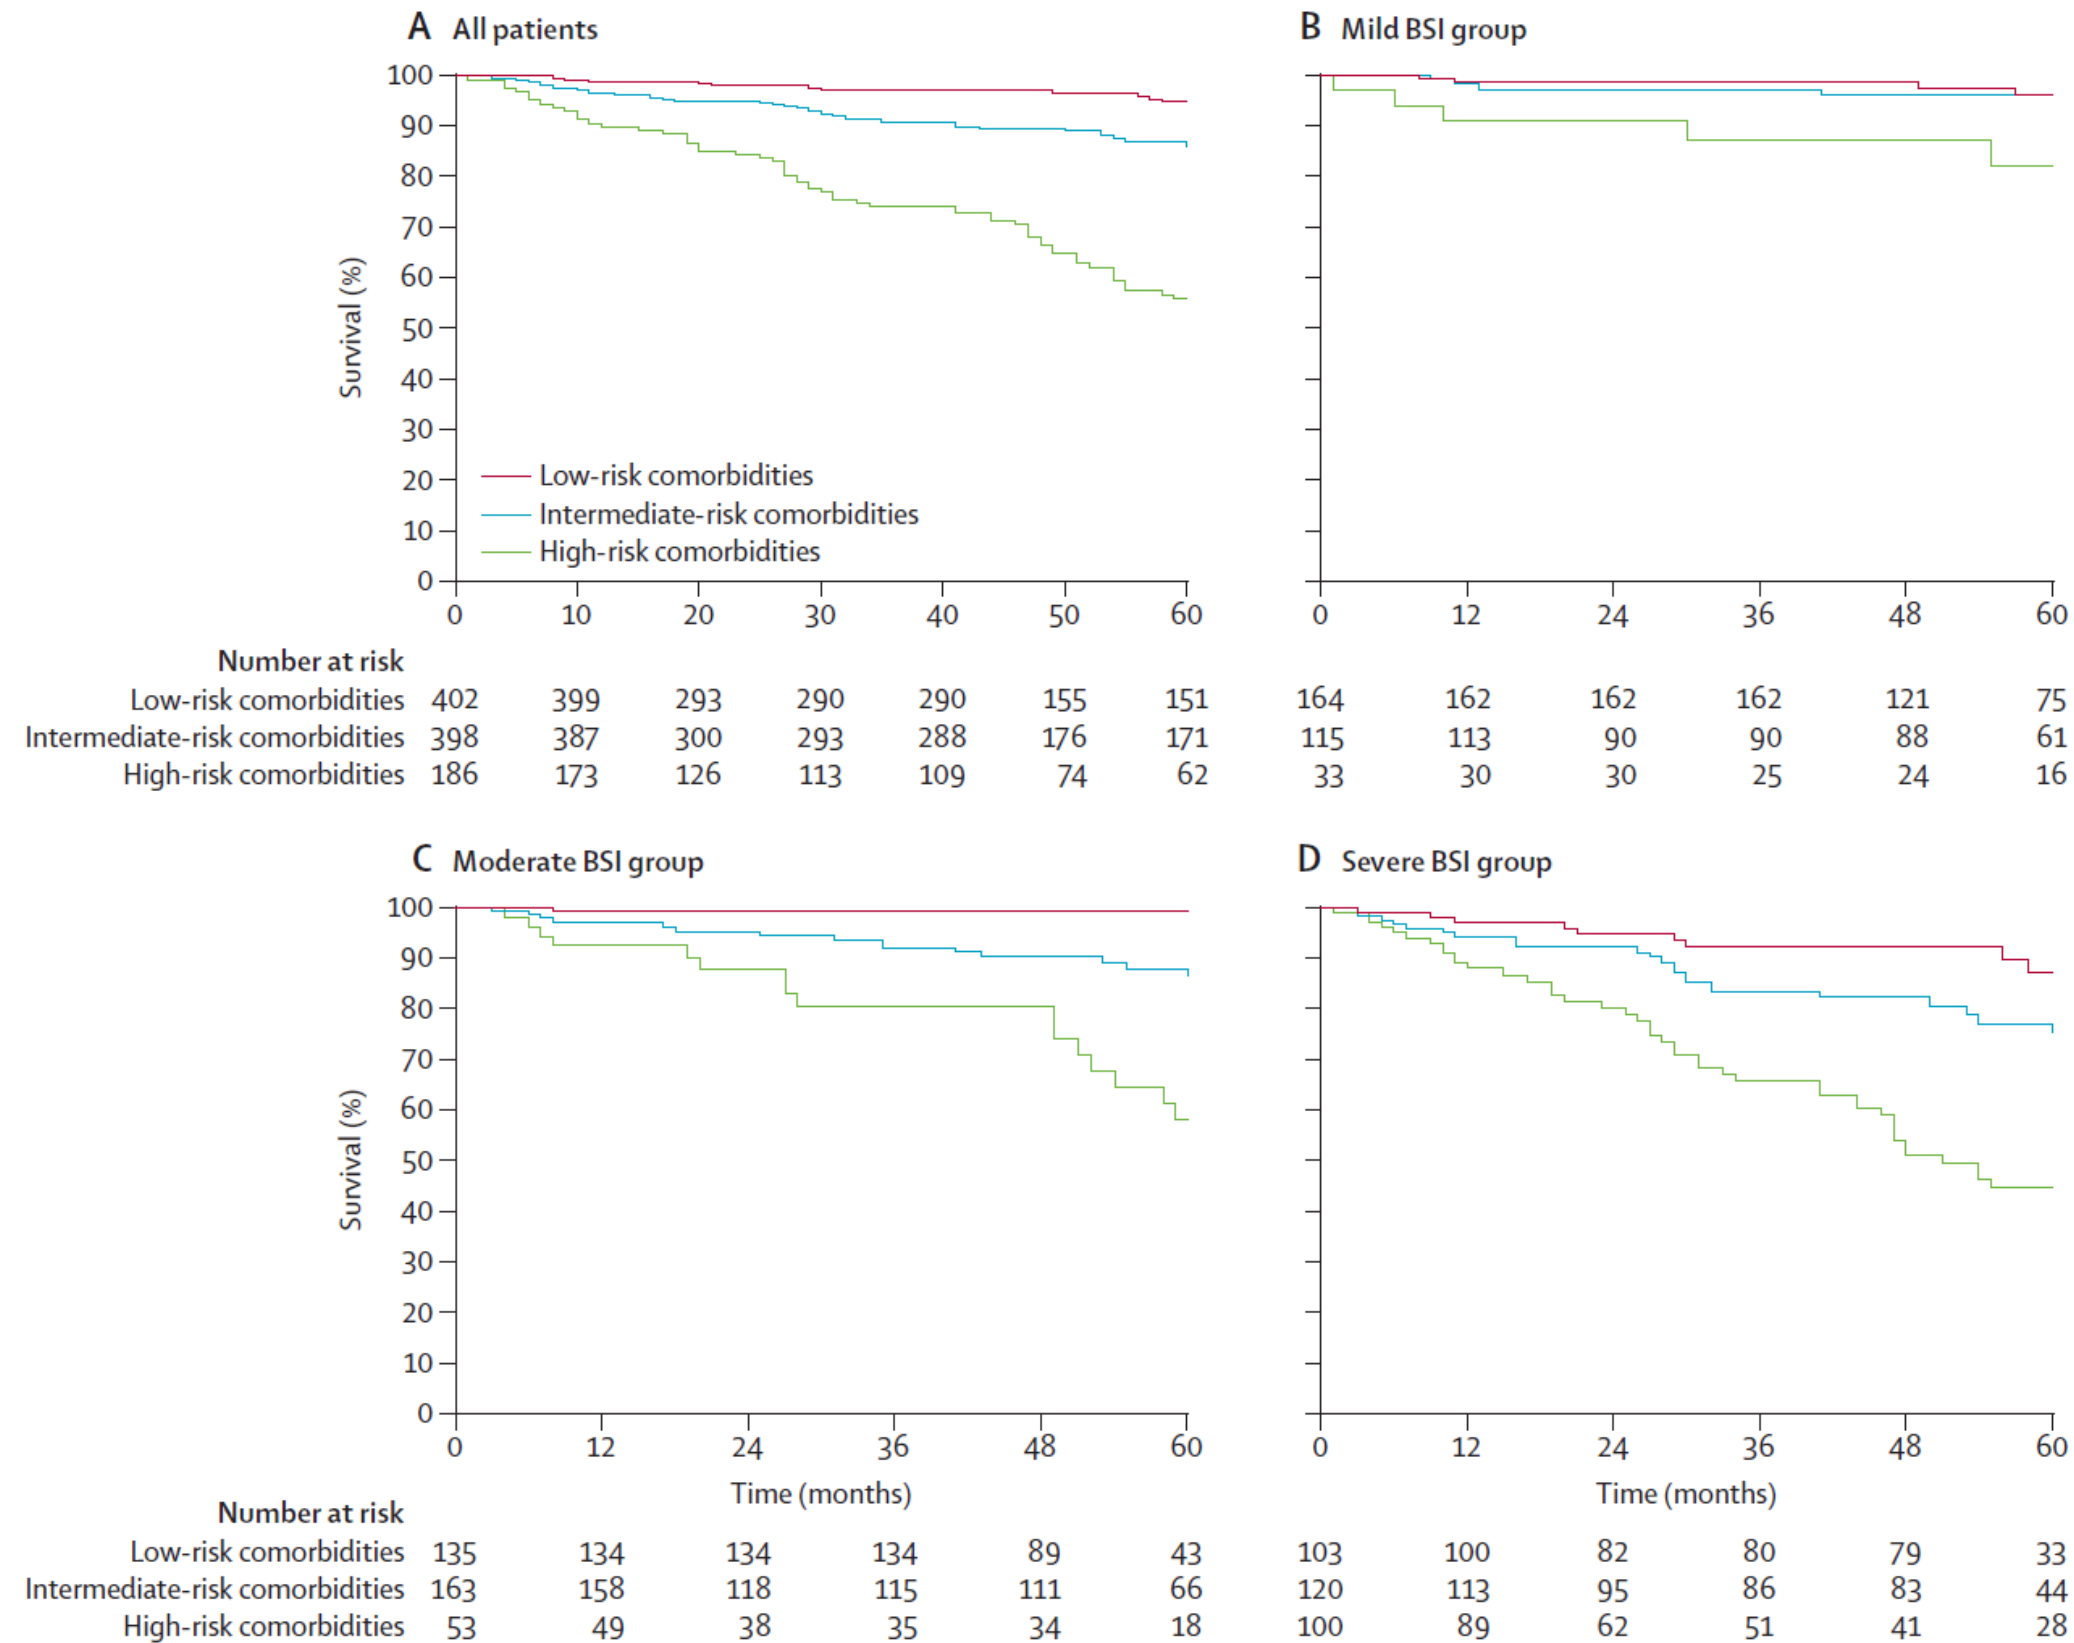 A All patients
100
90
80
70
60
50
40
30
20
10
0
Survival (%)
Low-risk comorbidities
Intermediate-risk comorbidities
High-risk comorbidities
0 10 20 30 40 50 60
B Mild BSI group
0 12 24 36 48 60
Number at risk
Low-risk comorbidities 402 399 293 290 290 155 151 164 162 162 162 121 75
Intermediate-risk comorbidities 398 387 300 293 288 176 171 115 113 90 90 88 61
High-risk comorbidities 186 173 126 113 109 74 62 33 30 30 25 24 16
C Moderate BSI group
100
90
80
70
60
50
40
30
20
10
0
Survival (%)
0 12 24 36 48 60
Time (months)
D Severe BSI group
0 12 24 36 48 60
Time (months)
Number at risk
Low-risk comorbidities 135 134 134 134 89 43 103 100 82 80 79 33
Intermediate-risk comorbidities 163 158 118 115 111 66 120 113 95 86 83 44
High-risk comorbidities 53 49 38 35 34 18 100 89 62 51 41 28